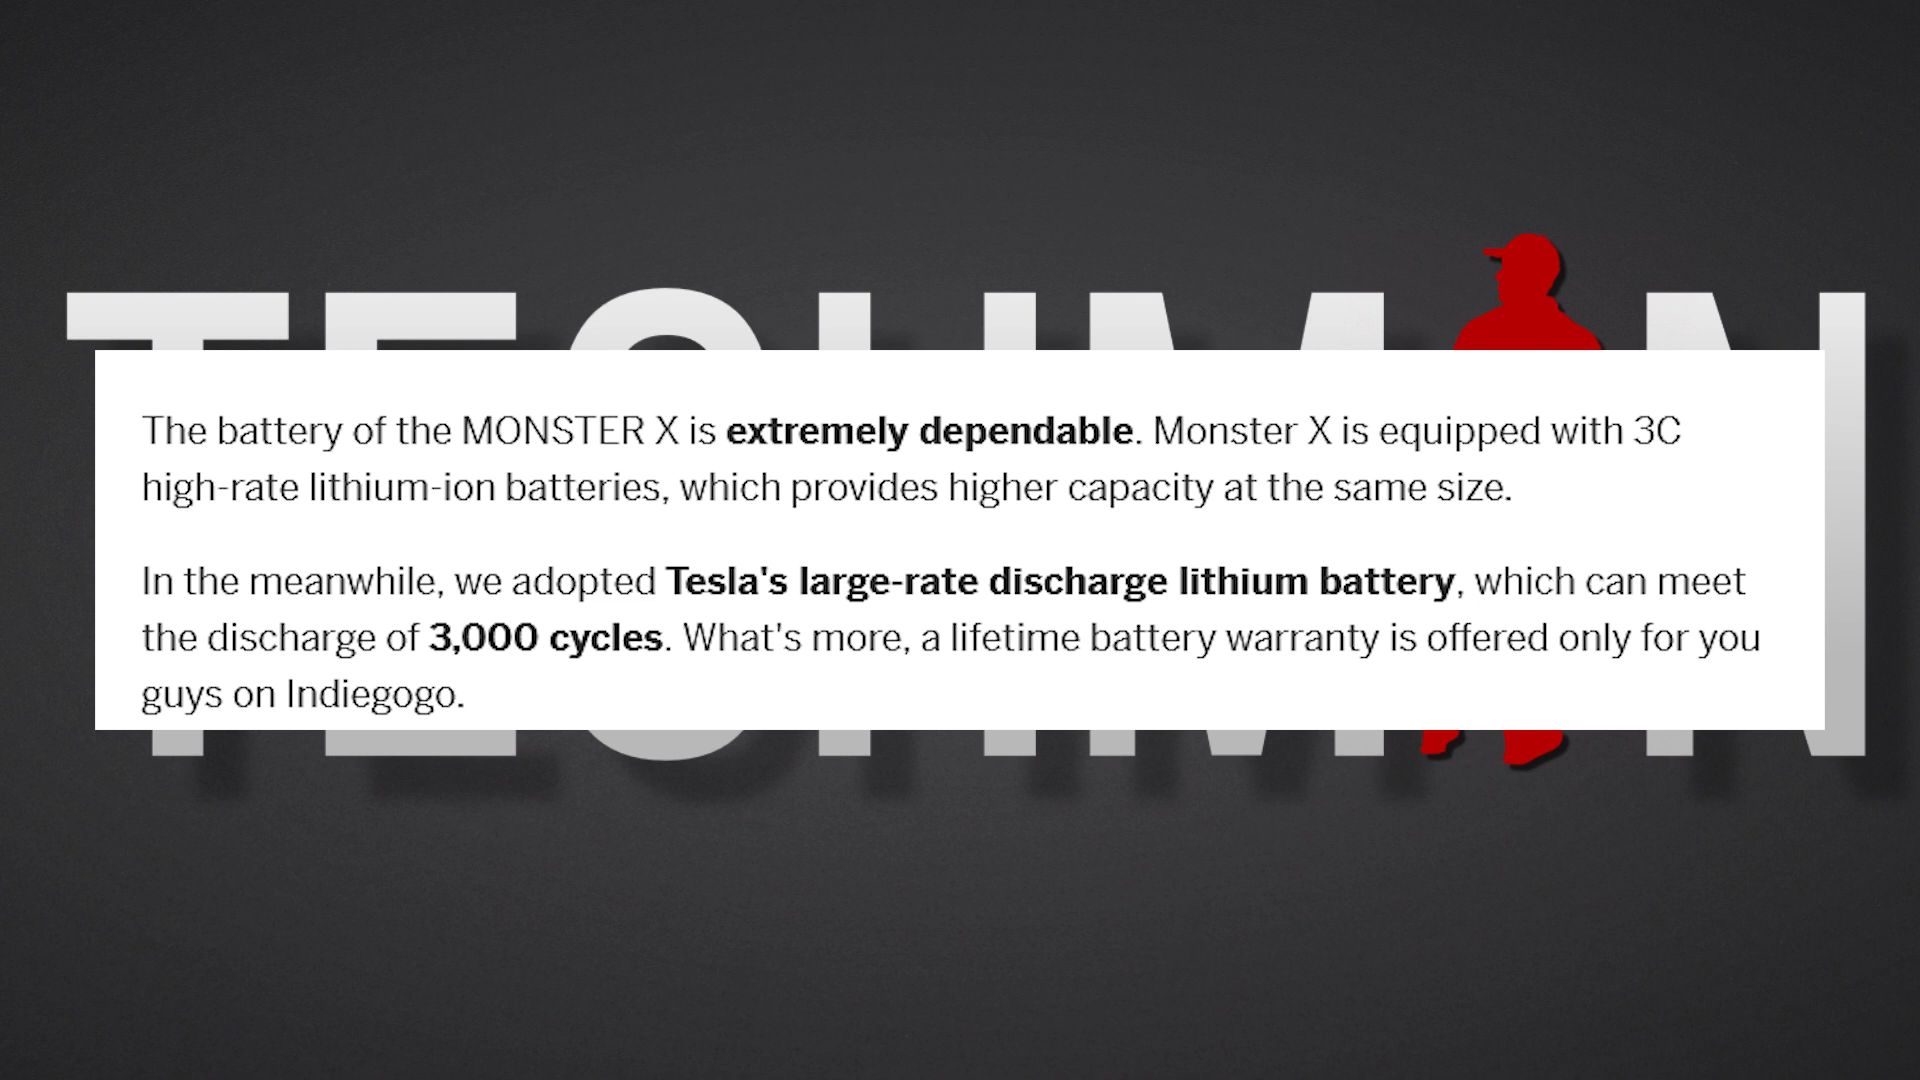 The battery of the MONSTER X is extremely dependable. Monster X is equipped with 3C
high-rate lithium-ion batteries, which provides higher capacity at the same size.
In the meanwhile, we adopted Tesla's large-rate discharge lithium battery, which can meet
the discharge of 3,000 cycles. What's more, a lifetime battery warranty is offered only for you
guys on Indiegogo.